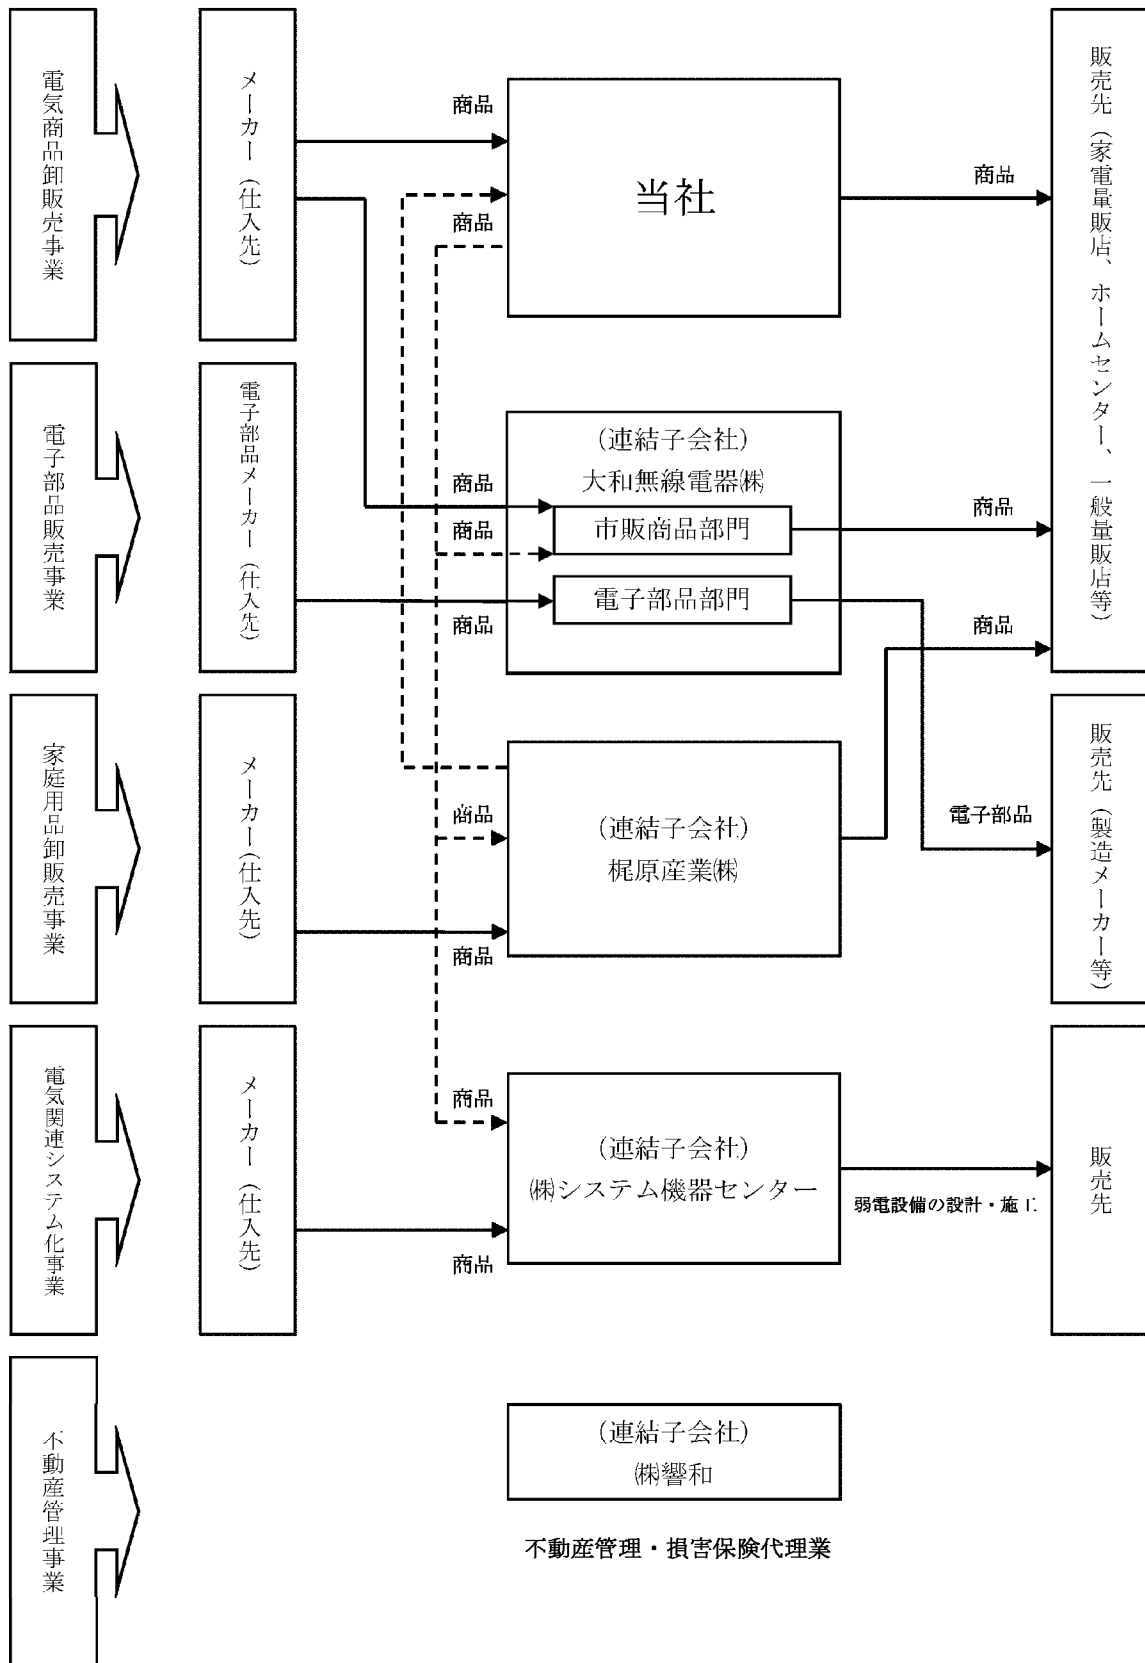 電気商品卸販売事業
メーカー（仕入先）
商品
商品
当社
商品
販売先（家電量販店、ホームセンター、一般量販店等）
電子部品販売事業
電子部品メーカー（仕入先）
商品
商品
商品
（連結子会社）
大和無線電器㈱
市販商品部門
電子部品部門
商品
商品
家庭用品卸販売事業
メーカー（仕入先）
商品
商品
（連結子会社）
梶原産業㈱
電子部品
販売先（製造メーカー等）
電気関連システム化事業
メーカー（仕入先）
商品
商品
（連結子会社）
㈱システム機器センター
弱電設備の設計・施工
販売先
不動産管理事業
（連結子会社）
㈱響和
不動産管理・損害保険代理業